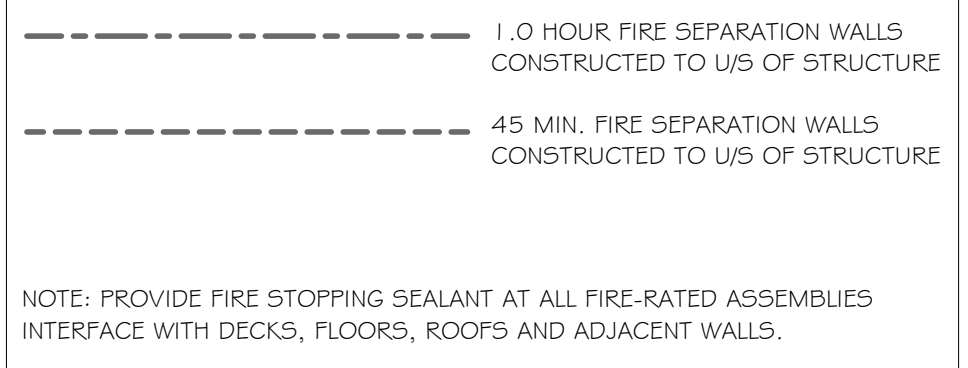 1.0 HOUR FIRE SEPARATION WALLS
CONSTRUCTED TO U/S OF STRUCTURE
45 MIN. FIRE SEPARATION WALLS
CONSTRUCTED TO U/S OF STRUCTURE
NOTE: PROVIDE FIRE STOPPING SEALANT AT ALL FIRE-RATED ASSEMBLIES
INTERFACE WITH DECKS, FLOORS, ROOFS AND ADJACENT WALLS.